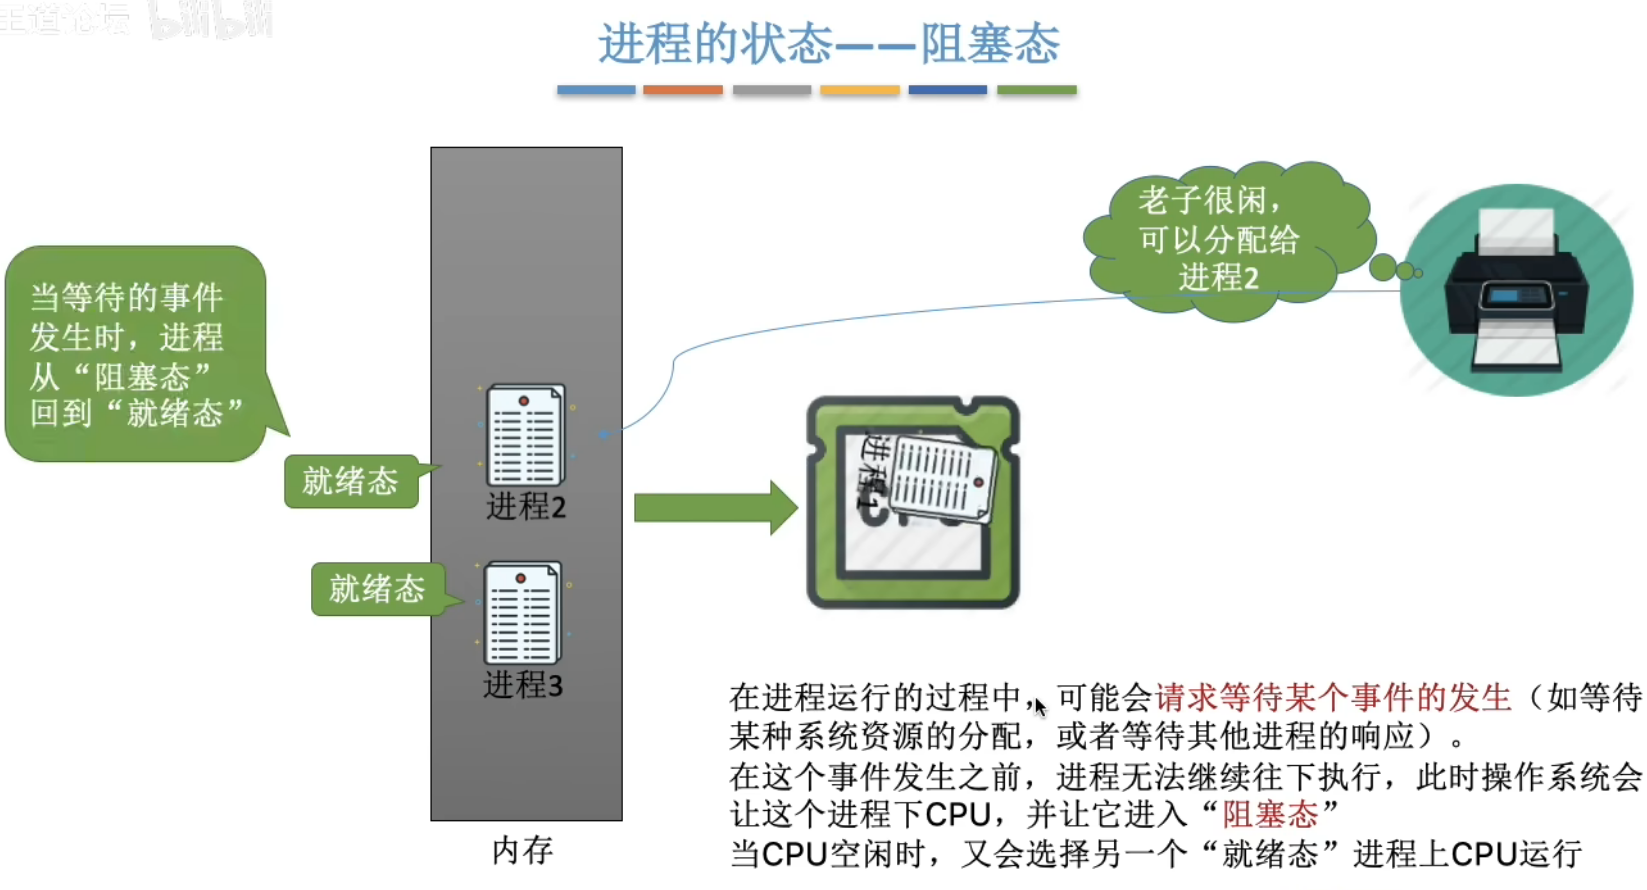 王道论坛 bilibili
进程的状态——阻塞态
老子很闲，
可以分配给
进程2
当等待的事件
发生时，进程
从“阻塞态”
回到“就绪态”
就绪态
进程2
进程1
就绪态
进程3
内存
在进程运行的过程中，可能会请求等待某个事件的发生（如等待
某种系统资源的分配，或者等待其他进程的响应）。
在这个事件发生之前，进程无法继续往下执行，此时操作系统会
让这个进程下CPU，并让它进入“阻塞态”
当CPU空闲时，又会选择另一个“就绪态”进程上CPU运行